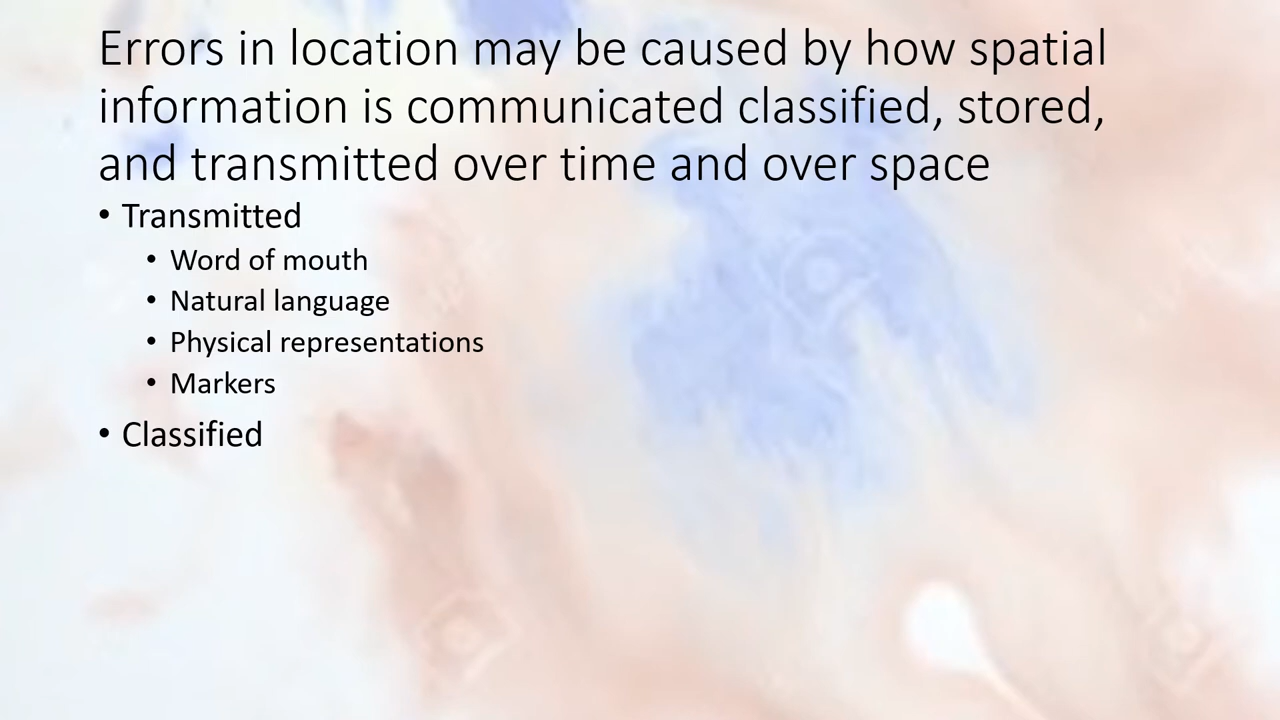 Errors in location may be caused by how spatial
information is communicated classified, stored,
and transmitted over time and over space
• Transmitted
• Word of mouth
• Natural language
• Physical representations
• Markers
• Classified